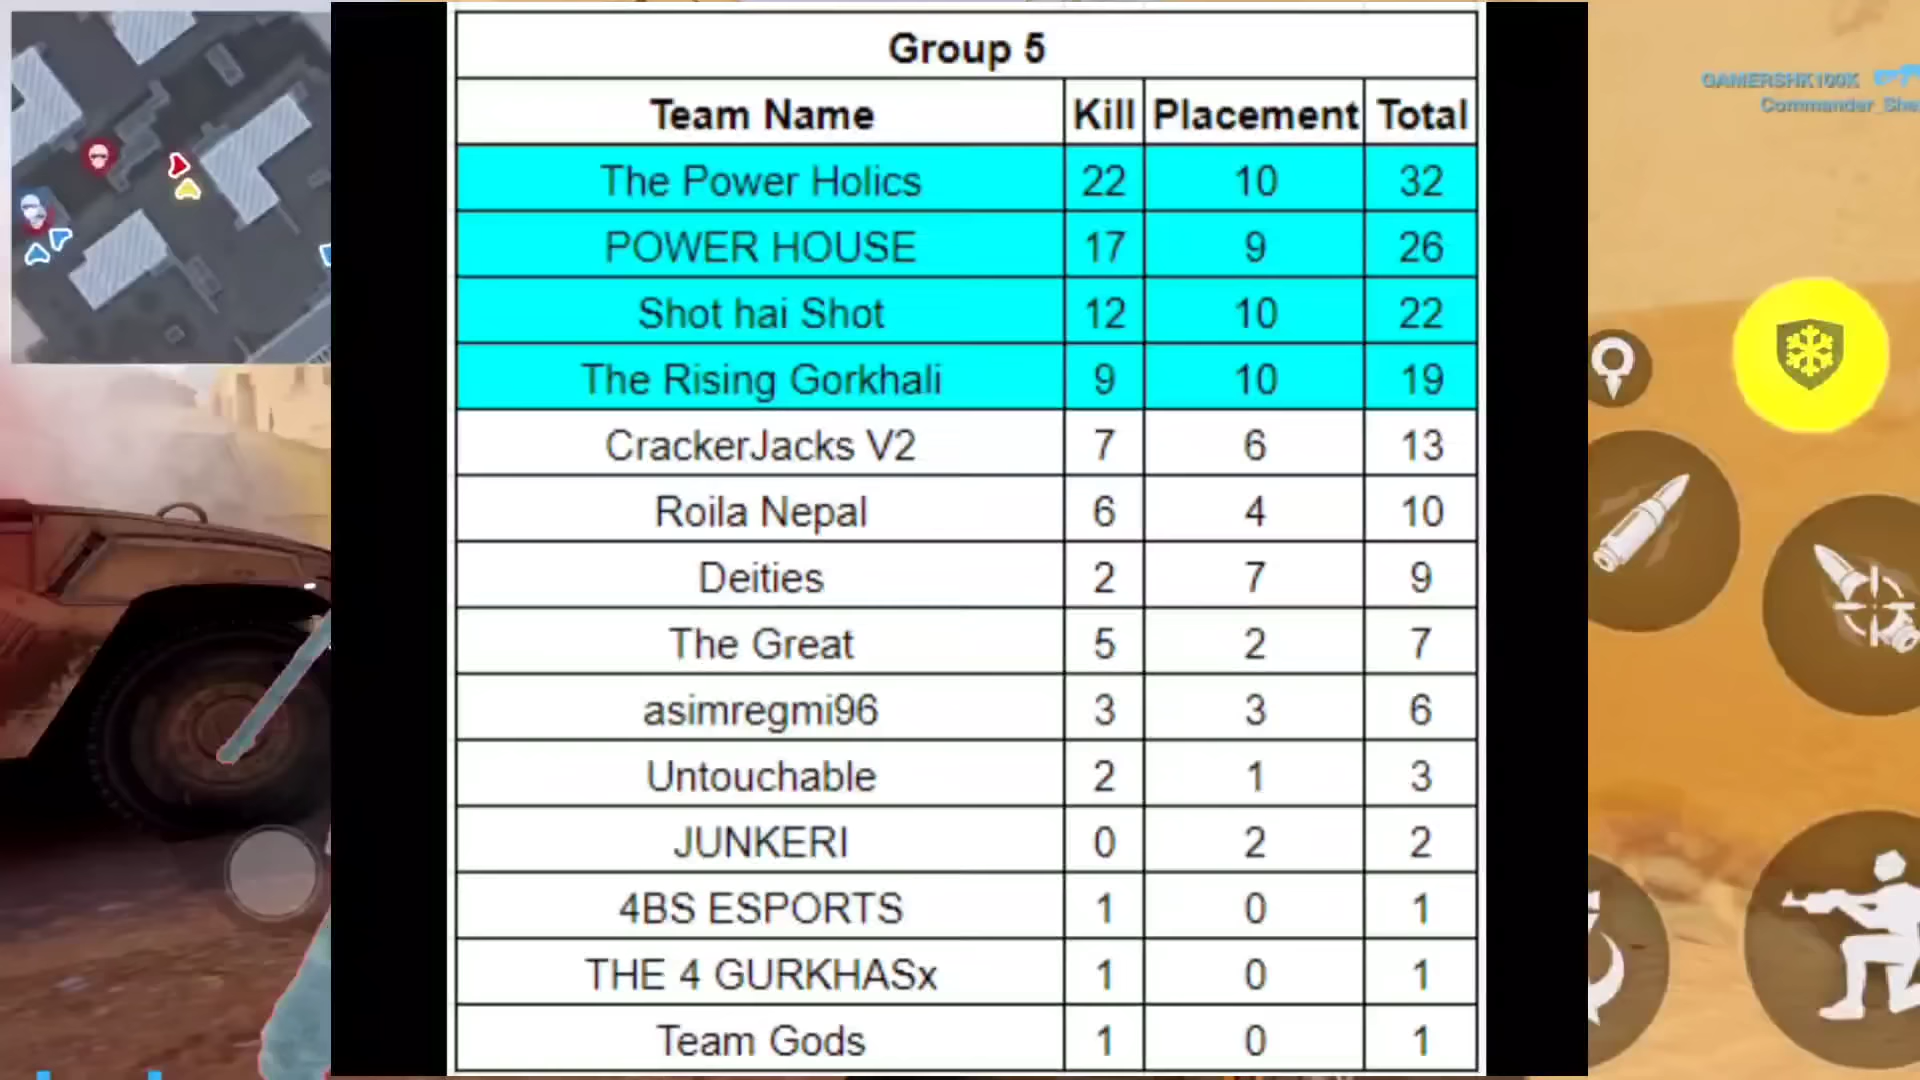 Group 5
Team Name Kill Placement Total
The Power Holics 22 10 32
POWER HOUSE 17 9 26
Shot hai Shot 12 10 22
The Rising Gorkhali 9 10 19
CrackerJacks V2 7 6 13
Roila Nepal 6 4 10
Deities 2 7 9
The Great 5 2 7
asimregmi96 3 3 6
Untouchable 2 1 3
JUNKERI 0 2 2
4BS ESPORTS 1 0 1
THE 4 GURKHASx 1 0 1
Team Gods 1 0 1
GAMERSHK100K